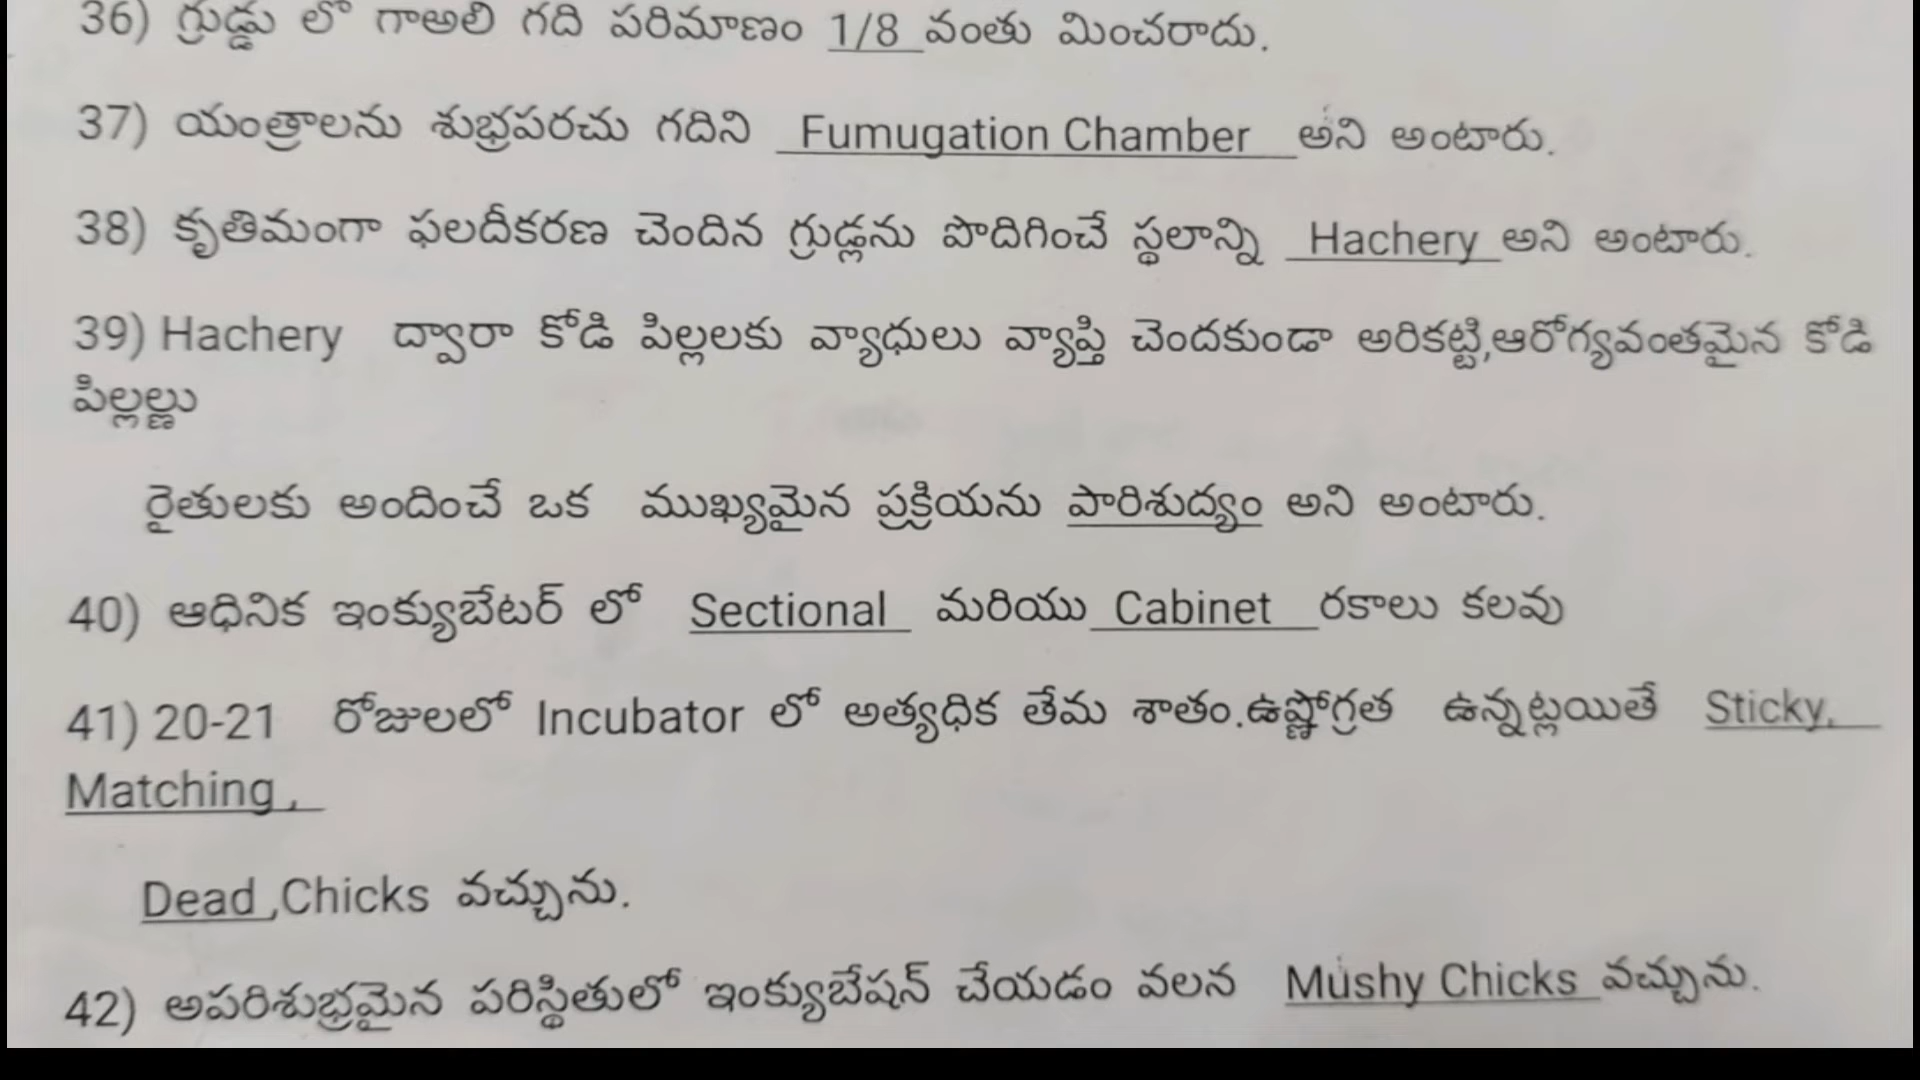 36) గ్రుడ్డు లో గాఅలి గది పరిమాణం 1/8 వంతు మించరాదు.
37) యంత్రాలను శుభ్రపరచు గదిని Fumugation Chamber అని అంటారు.
38) కృతిమంగా ఫలదీకరణ చెందిన గ్రుడ్లను పొదిగించే స్థలాన్ని Hachery అని అంటారు.
39) Hachery ద్వారా కోడి పిల్లలకు వ్యాధులు వ్యాప్తి చెందకుండా అరికట్టి,ఆరోగ్యవంతమైన కోడి
పిల్లల్ను
రైతులకు అందించే ఒక ముఖ్యమైన ప్రక్రియను పారిశుద్యం అని అంటారు.
40) ఆధినిక ఇంక్యుబేటర్ లో Sectional మరియు Cabinet రకాలు కలవు
41) 20-21 రోజులలో Incubator లో అత్యధిక తేమ శాతం.ఉష్ణోగ్రత ఉన్నట్లయితే Sticky,
Matching ,
Dead ,Chicks వచ్చును.
42) అపరిశుభ్రమైన పరిస్థితులో ఇంక్యుబేషన్ చేయడం వలన Mushy Chicks వచ్చును.